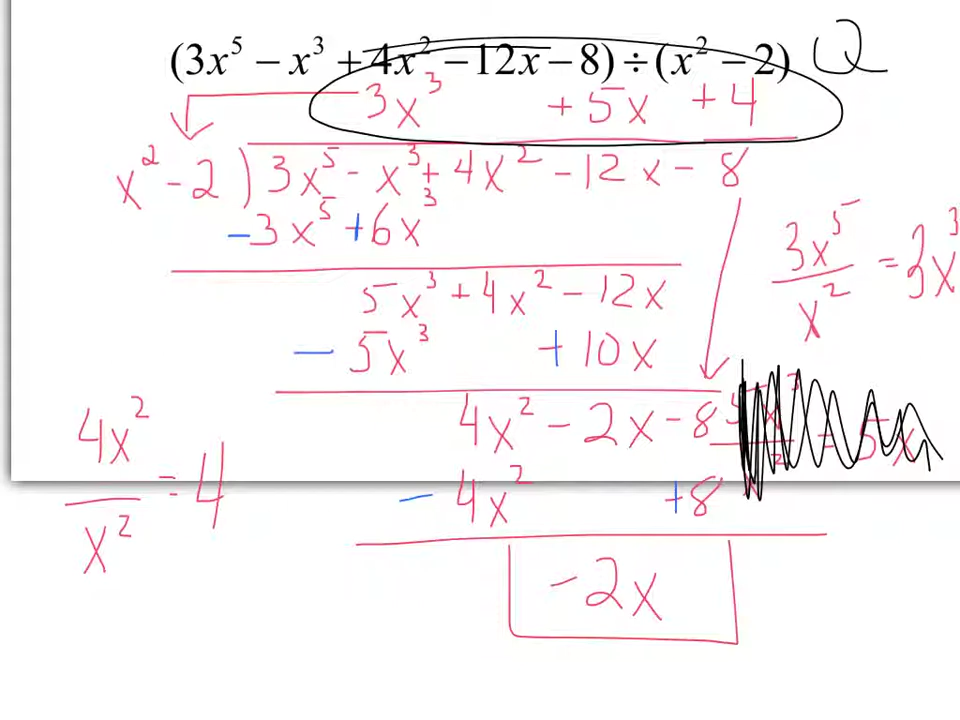 (3x⁵ − x³ + 4x² − 12x − 8) ÷ (x² − 2) Q
3x³ + 5x + 4
x² - 2 ) 3x⁵ - x³ + 4x² - 12x - 8
-3x⁵ + 6x³
5x³ + 4x² - 12x
- 5x³ + 10x
4x² - 2x - 8
- 4x² + 8
-2x
3x⁵/x² = 3x³
4x²/x² = 4
= 5x